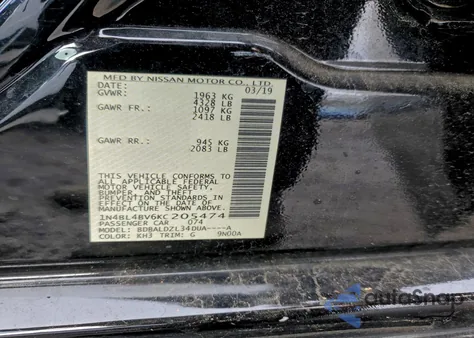 MFD BY NISSAN MOTOR CO., LTD.
DATE: 03/19
GVWR: 1963 KG
4328 LB
GAWR FR.: 1097 KG
2418 LB
GAWR RR.: 945 KG
2083 LB
THIS VEHICLE CONFORMS TO
ALL APPLICABLE FEDERAL
MOTOR VEHICLE SAFETY,
BUMPER, AND THEFT
PREVENTION STANDARDS IN
EFFECT ON THE DATE OF
MANUFACTURE SHOWN ABOVE.
1N4BL4BV6KC 205474
PASSENGER CAR 074
MODEL: BDBALDZL34DUA----A
COLOR: KH3 TRIM: G 9N00A
autoSnap